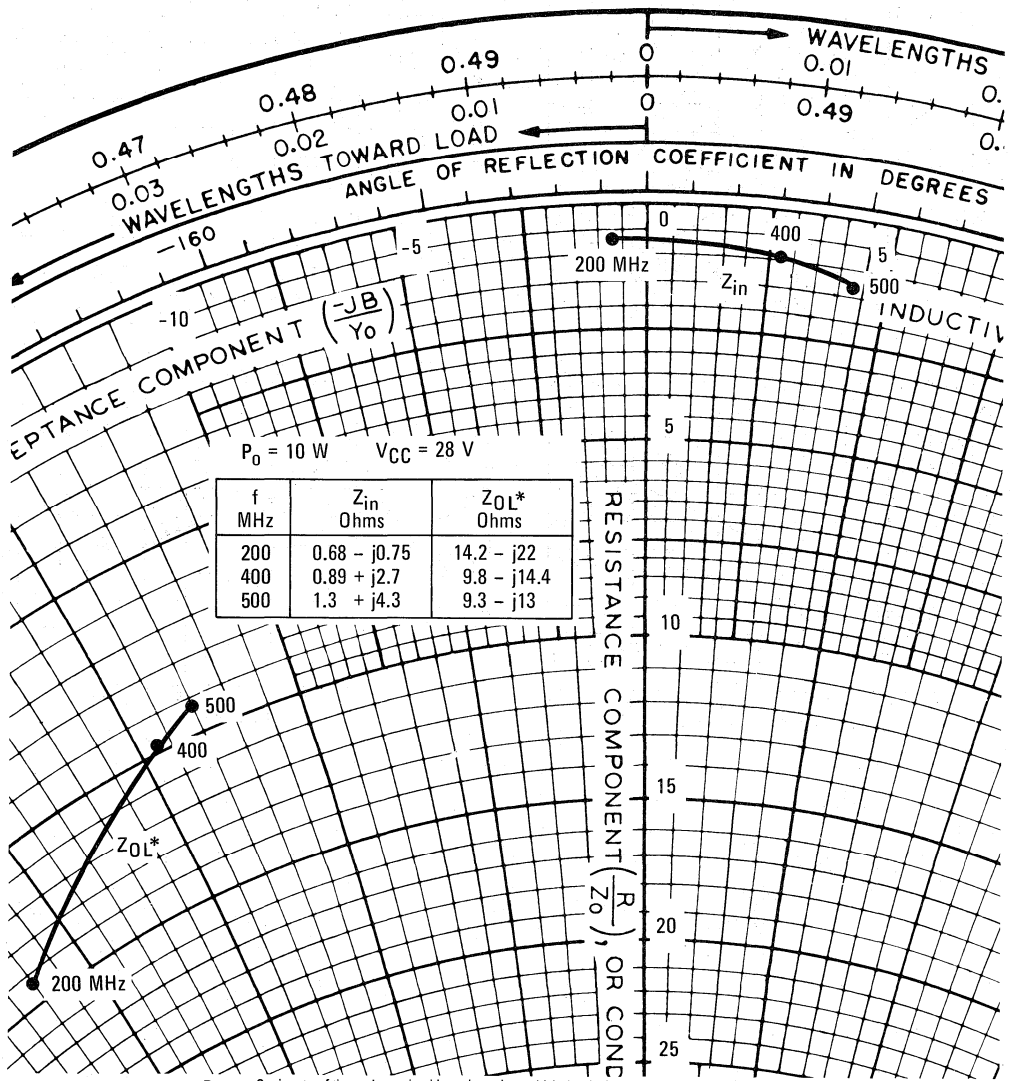 WAVELENGTHS
0.47 0.48 0.49 0 0.01 0.
0.03 0.02 0.01 0 0.49 0.
WAVELENGTHS TOWARD LOAD
ANGLE OF REFLECTION COEFFICIENT IN DEGREES
-160
-10 -5 0 5
200 MHz 400 500
Zin
INDUCTIV
EPTANCE COMPONENT (-JB/Yo)
Po = 10 W VCC = 28 V
f MHz Zin Ohms ZOL* Ohms
200 0.68 – j0.75 14.2 – j22
400 0.89 + j2.7 9.8 – j14.4
500 1.3 + j4.3 9.3 – j13
5
10
15
20
25
RESISTANCE COMPONENT (R/Zo), OR COND
500
400
ZOL*
200 MHz